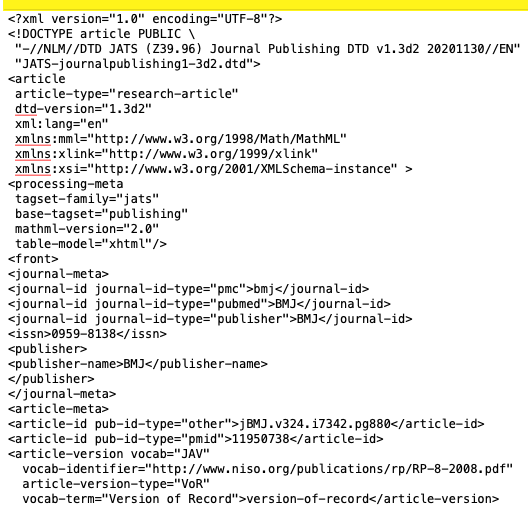 <?xml version="1.0" encoding="UTF-8"?>
<!DOCTYPE article PUBLIC \
"-//NLM//DTD JATS (Z39.96) Journal Publishing DTD v1.3d2 20201130//EN"
"JATS-journalpublishing1-3d2.dtd">
<article
article-type="research-article"
dtd-version="1.3d2"
xml:lang="en"
xmlns:mml="http://www.w3.org/1998/Math/MathML"
xmlns:xlink="http://www.w3.org/1999/xlink"
xmlns:xsi="http://www.w3.org/2001/XMLSchema-instance" >
<processing-meta
tagset-family="jats"
base-tagset="publishing"
mathml-version="2.0"
table-model="xhtml"/>
<front>
<journal-meta>
<journal-id journal-id-type="pmc">bmj</journal-id>
<journal-id journal-id-type="pubmed">BMJ</journal-id>
<journal-id journal-id-type="publisher">BMJ</journal-id>
<issn>0959-8138</issn>
<publisher>
<publisher-name>BMJ</publisher-name>
</publisher>
</journal-meta>
<article-meta>
<article-id pub-id-type="other">jBMJ.v324.i7342.pg880</article-id>
<article-id pub-id-type="pmid">11950738</article-id>
<article-version vocab="JAV"
vocab-identifier="http://www.niso.org/publications/rp/RP-8-2008.pdf"
article-version-type="VoR"
vocab-term="Version of Record">version-of-record</article-version>